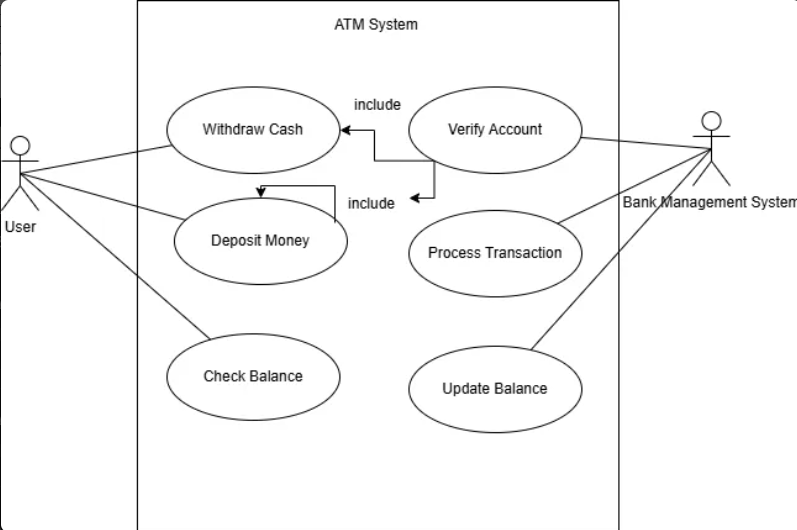 ATM System
include
Withdraw Cash
Verify Account
include
Bank Management System
User
Deposit Money
Process Transaction
Check Balance
Update Balance